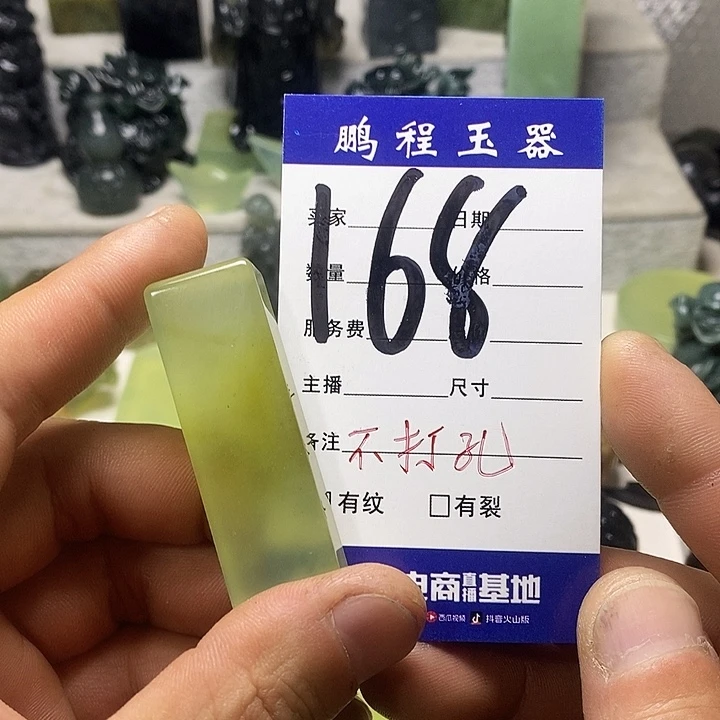 鹏程玉器
168
买家 日期
数量 价格
服务费
主播 尺寸
备注 不打孔
有纹 □有裂
电商直播基地
西瓜视频 抖音火山版